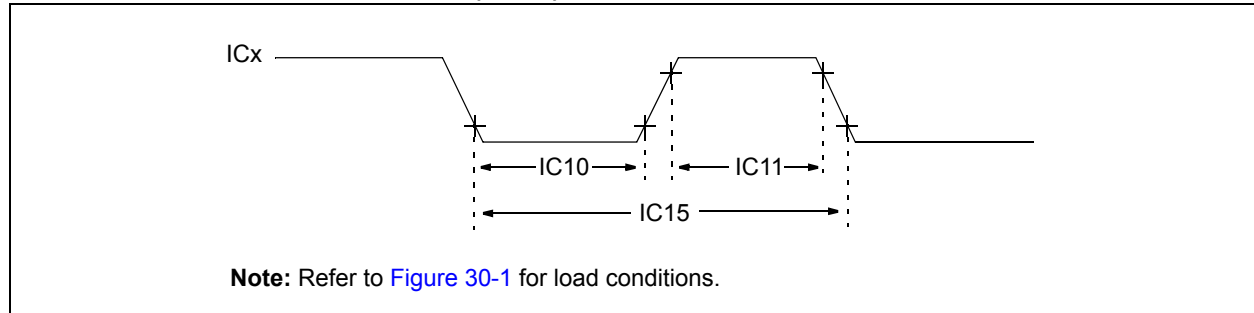 ICx
IC10
IC11
IC15
Note: Refer to Figure 30-1 for load conditions.